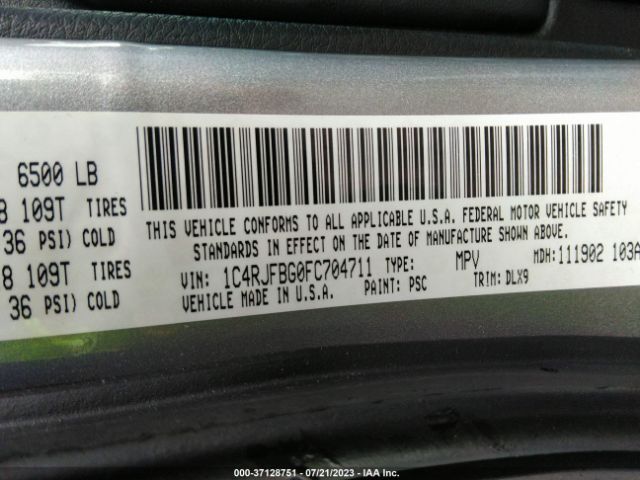 6500 LB
8 109T TIRES
36 PSI) COLD
8 109T TIRES
36 PSI) COLD
THIS VEHICLE CONFORMS TO ALL APPLICABLE U.S.A. FEDERAL MOTOR VEHICLE SAFETY
STANDARDS IN EFFECT ON THE DATE OF MANUFACTURE SHOWN ABOVE.
VIN: 1C4RJFBG0FC704711 TYPE: MPV MDH: 111902 103A
VEHICLE MADE IN U.S.A. PAINT: PSC TRIM: DLX9
000-37128751 - 07/21/2023 - IAA Inc.